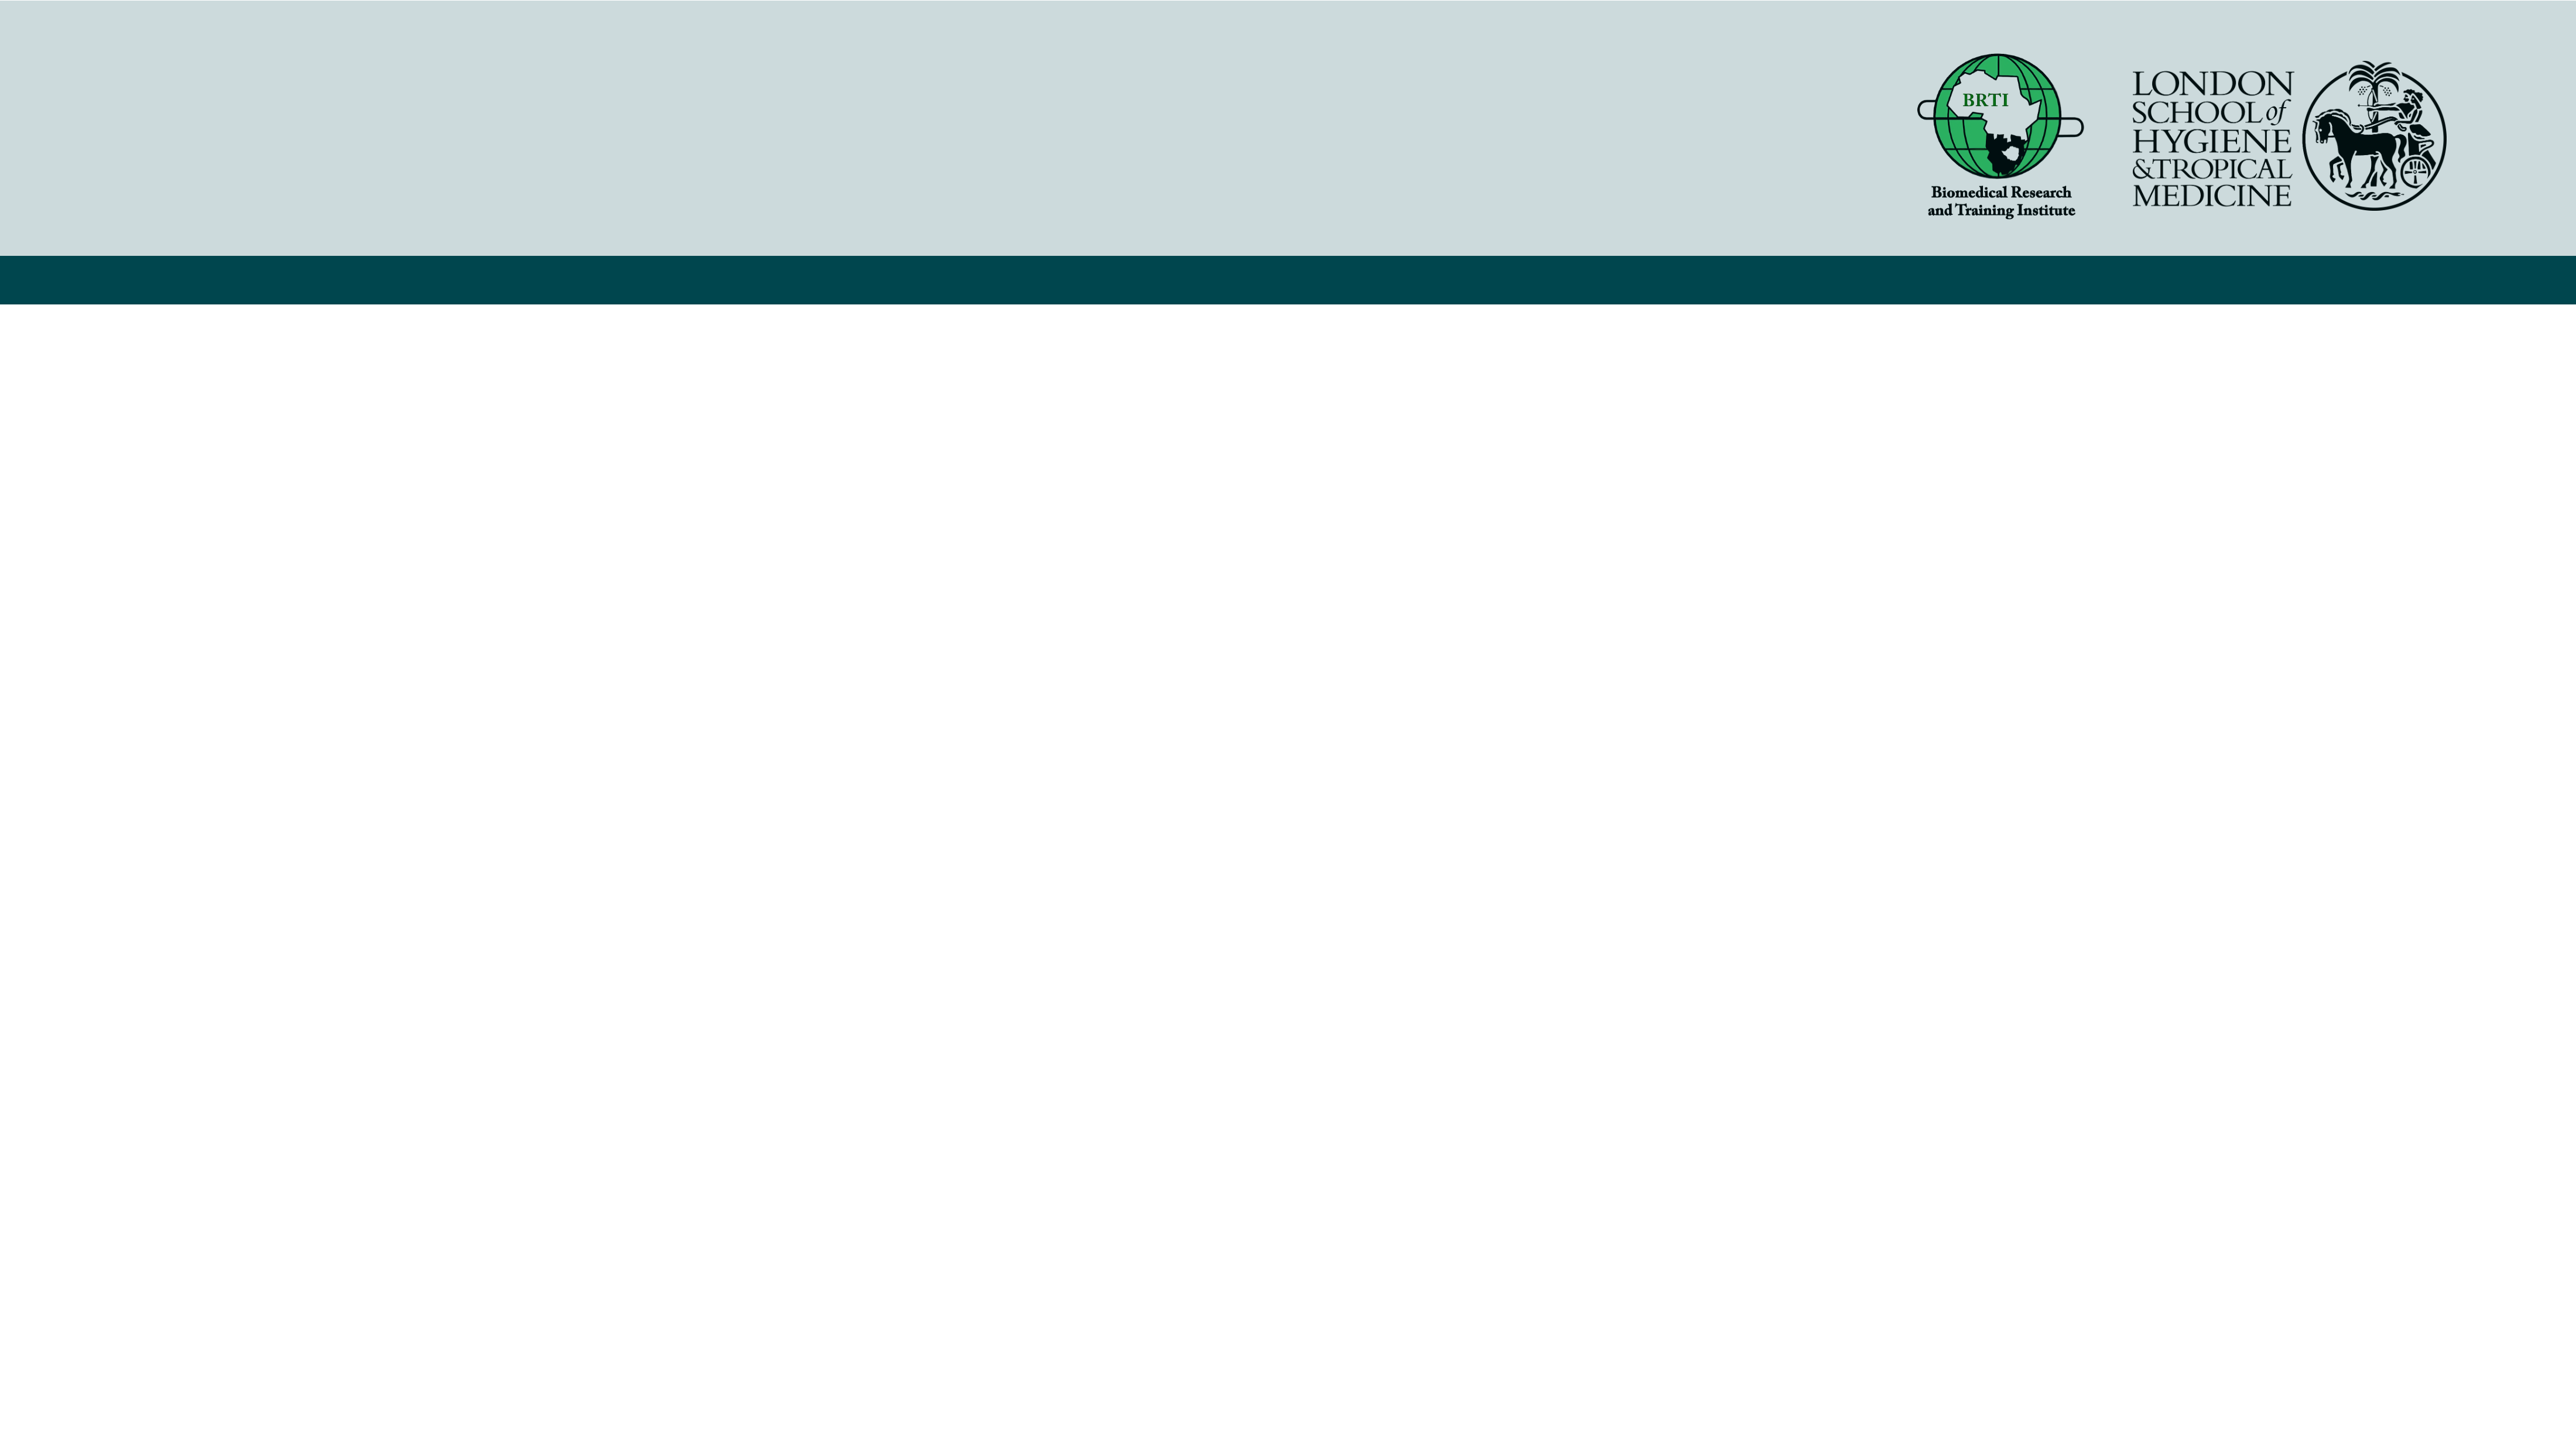 BRTI
Biomedical Research
and Training Institute
LONDON
SCHOOL of
HYGIENE
&TROPICAL
MEDICINE